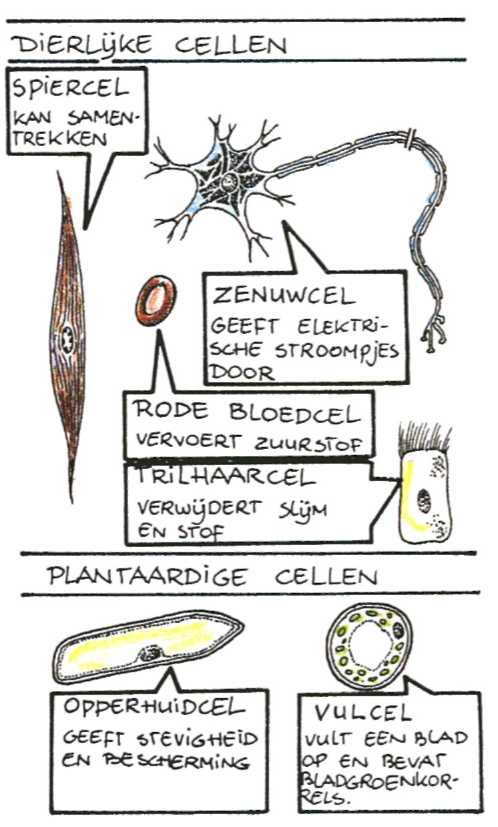 DIERLIJKE CELLEN
SPIERCEL
KAN SAMEN-
TREKKEN
ZENUWCEL
GEEFT ELEKTRI-
SCHE STROOMPJES
DOOR
RODE BLOEDCEL
VERVOERT ZUURSTOF
TRILHAARCEL
VERWIJDERT SLIJM
EN STOF
PLANTAARDIGE CELLEN
OPPERHUIDCEL
GEEFT STEVIGHEID
EN BESCHERMING
VULCEL
VULT EEN BLAD
OP EN BEVAT
BLADGROENKOR-
RELS.